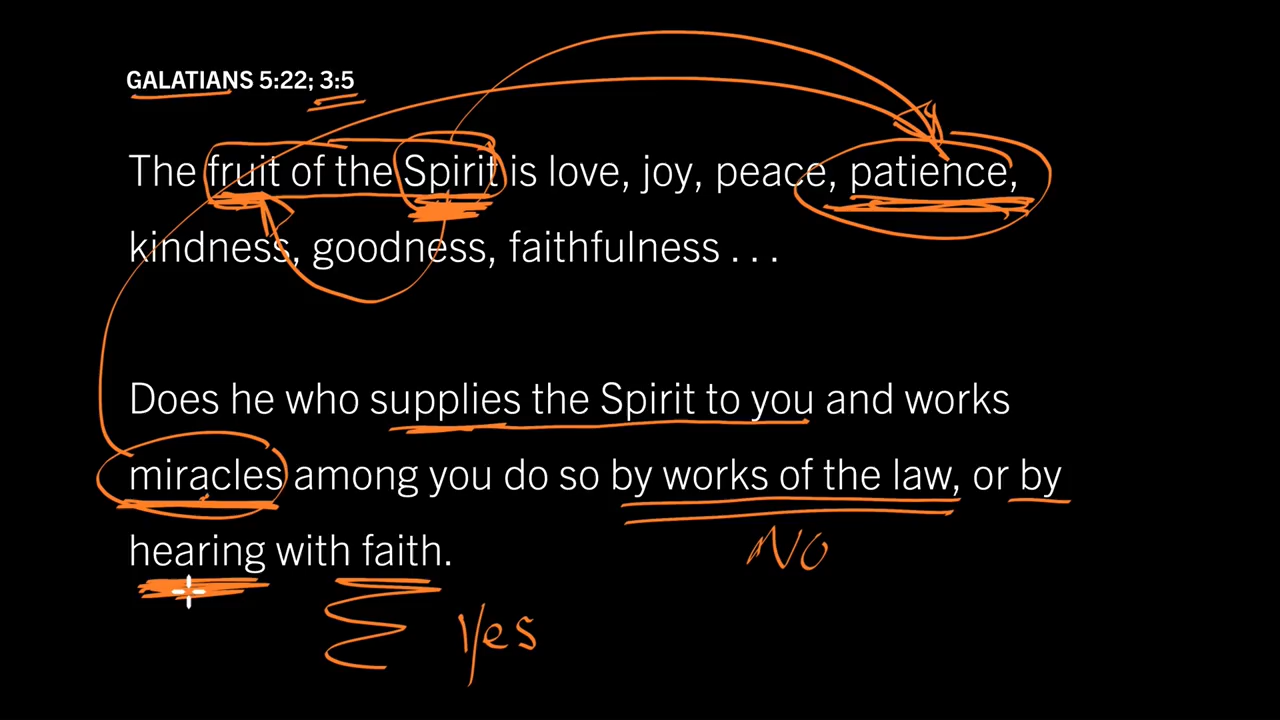 GALATIANS 5:22; 3:5
The fruit of the Spirit is love, joy, peace, patience,
kindness, goodness, faithfulness . . .
Does he who supplies the Spirit to you and works
miracles among you do so by works of the law, or by
hearing with faith.
NO
Yes